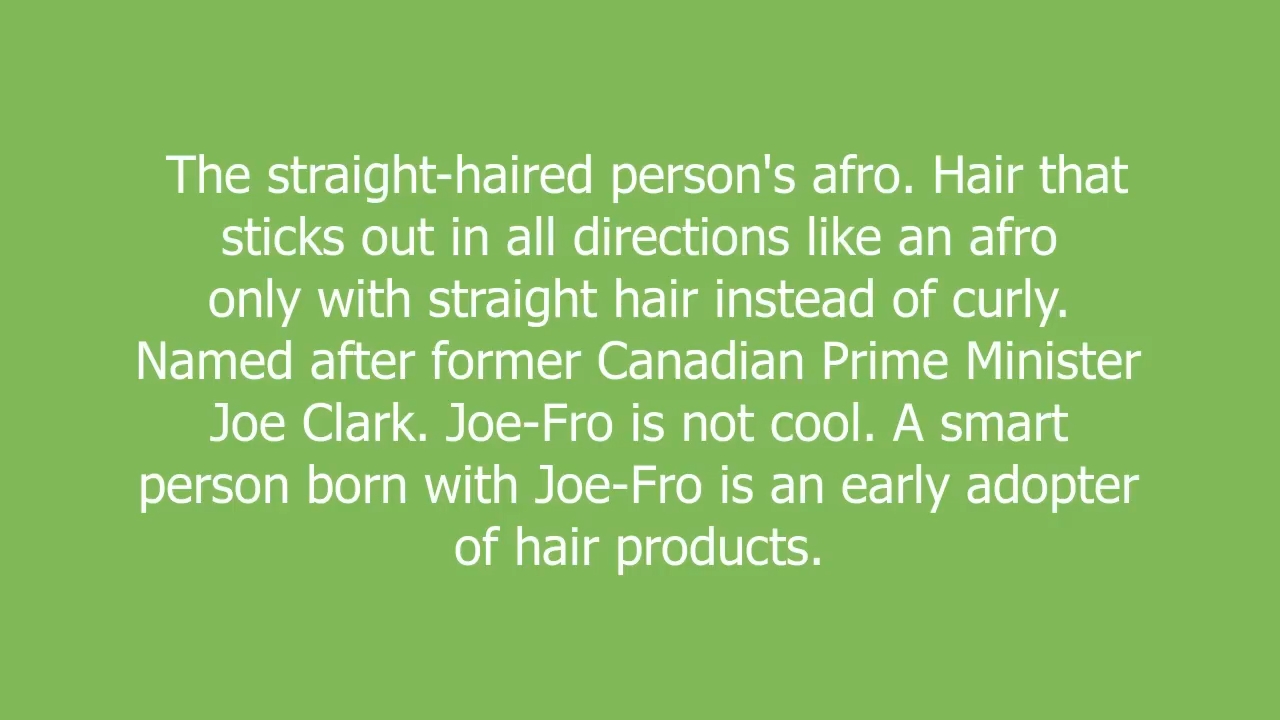 The straight-haired person's afro. Hair that
sticks out in all directions like an afro
only with straight hair instead of curly.
Named after former Canadian Prime Minister
Joe Clark. Joe-Fro is not cool. A smart
person born with Joe-Fro is an early adopter
of hair products.